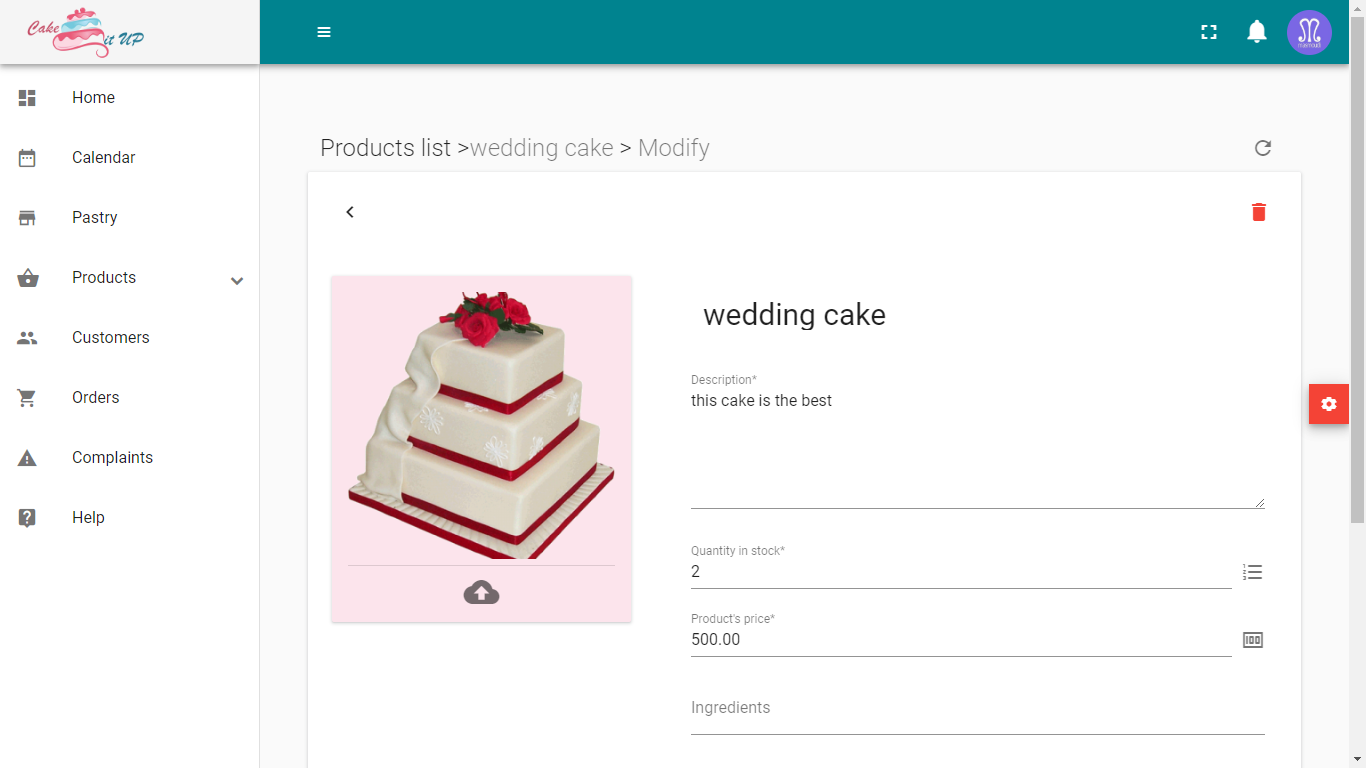 Cake it UP
Home
Calendar
Pastry
Products
Customers
Orders
Complaints
Help
Products list >wedding cake > Modify
wedding cake
Description*
this cake is the best
Quantity in stock*
2
Product's price*
500.00
Ingredients